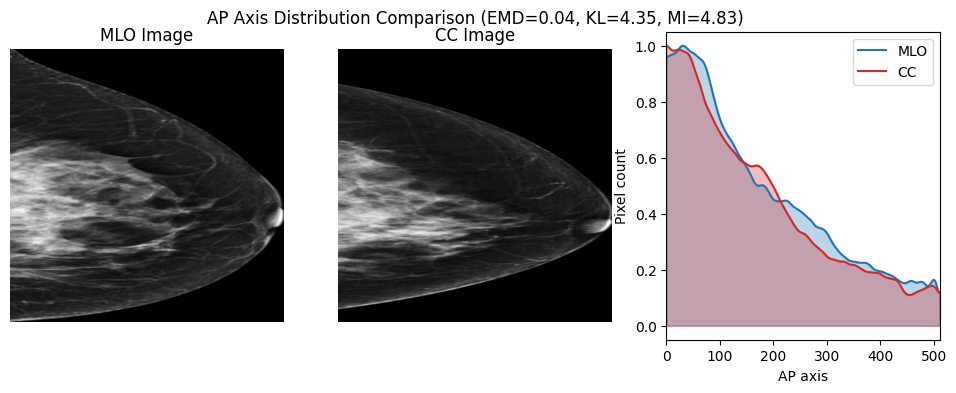 AP Axis Distribution Comparison (EMD=0.04, KL=4.35, MI=4.83)
MLO Image
CC Image
MLO
CC
Pixel count
1.0
0.8
0.6
0.4
0.2
0.0
0 100 200 300 400 500
AP axis